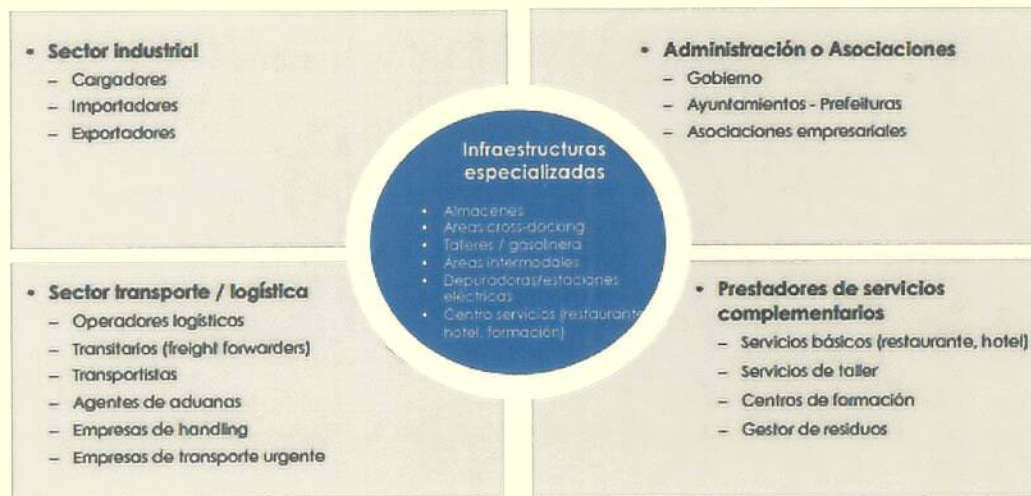 • Sector industrial
– Cargadores
– Importadores
– Exportadores
• Administración o Asociaciones
– Gobierno
– Ayuntamientos - Prefeituras
– Asociaciones empresariales
Infraestructuras
especializadas
• Almacenes
• Areas cross-docking
• Talleres / gasolinera
• Áreas intermodales
• Depuradoras/estaciones
eléctricas
• Centro servicios (restaurante,
hotel, formación)
• Sector transporte / logística
– Operadores logísticos
– Transitarios (freight forwarders)
– Transportistas
– Agentes de aduanas
– Empresas de handling
– Empresas de transporte urgente
• Prestadores de servicios
complementarios
– Servicios básicos (restaurante, hotel)
– Servicios de taller
– Centros de formación
– Gestor de residuos